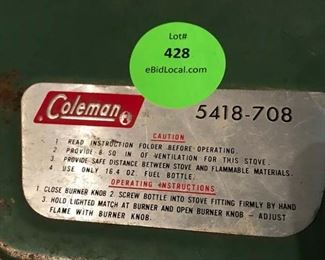 Lot#
428
eBidLocal.com
Coleman
5418-708
CAUTION
1 READ INSTRUCTION FOLDER BEFORE OPERATING.
2 PROVIDE 8 SQ IN OF VENTILATION FOR THIS STOVE.
3 PROVIDE SAFE DISTANCE BETWEEN STOVE AND FLAMMABLE MATERIALS.
4 USE ONLY 16.4 OZ. FUEL BOTTLE.
OPERATING INSTRUCTIONS
1. CLOSE BURNER KNOB 2 SCREW BOTTLE INTO STOVE FITTING FIRMLY BY HAND
3 HOLD LIGHTED MATCH AT BURNER AND OPEN BURNER KNOB - ADJUST
FLAME WITH BURNER KNOB.